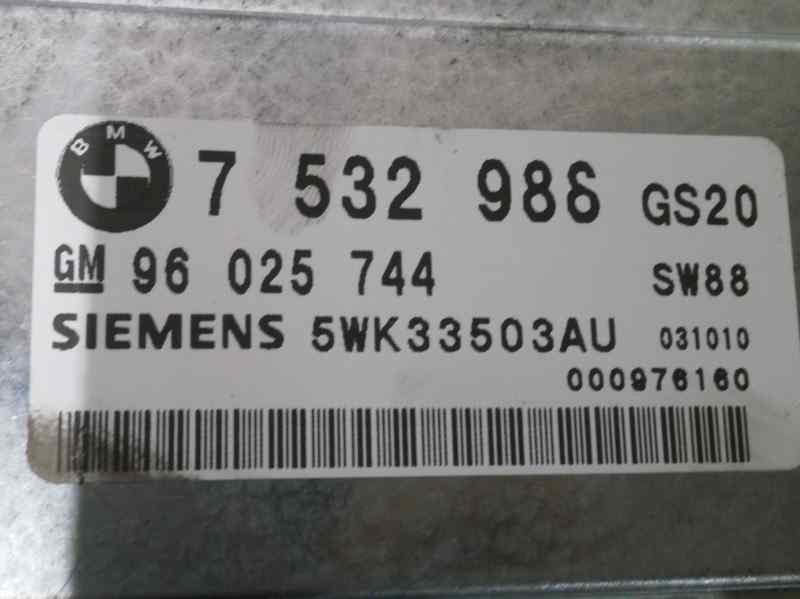 BMW 7 532 986 GS20
GM 96 025 744 SW88
SIEMENS 5WK33503AU 031010
000976160